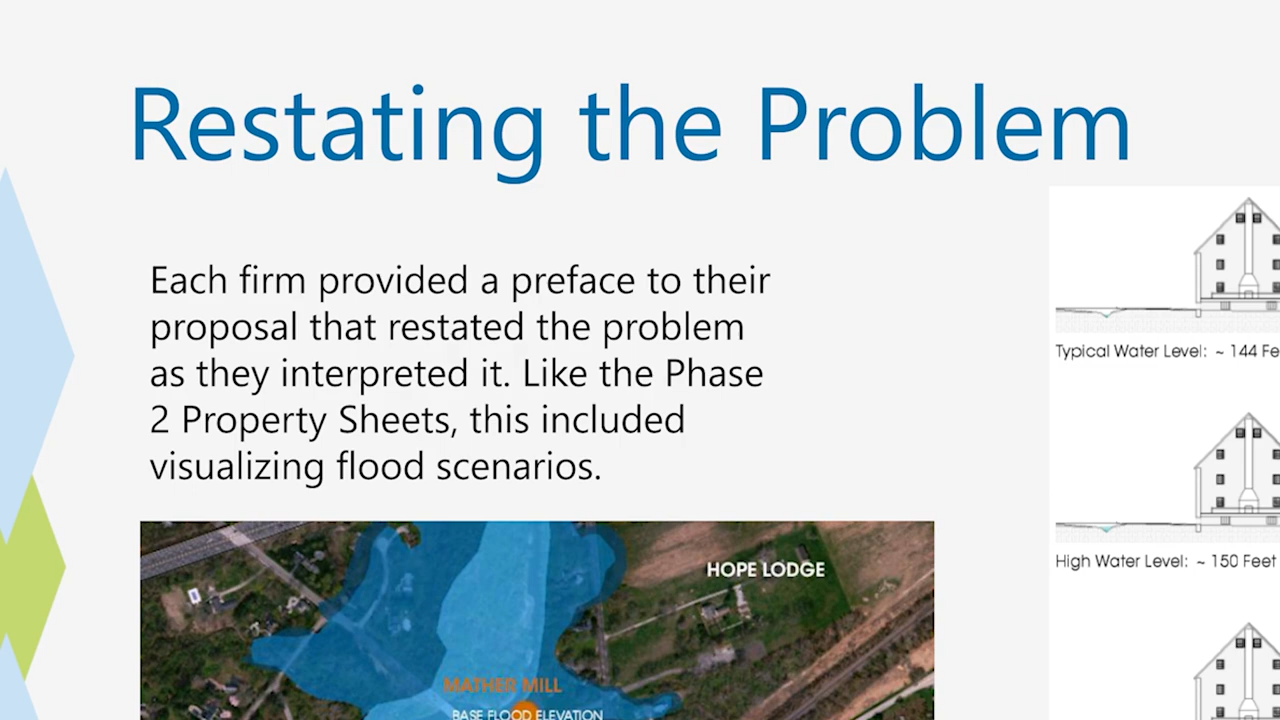 Restating the Problem
Each firm provided a preface to their
proposal that restated the problem
as they interpreted it. Like the Phase
2 Property Sheets, this included
visualizing flood scenarios.
HOPE LODGE
MATHER MILL
BASE FLOOD ELEVATION
Typical Water Level: ~ 144 Fe
High Water Level: ~ 150 Feet